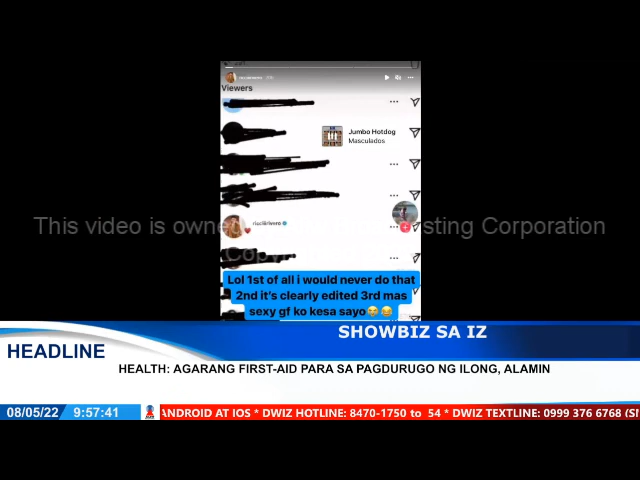 Viewers
Jumbo Hotdog
Masculados
This video is owned sting Corporation
Lol 1st of all i would never do that
2nd it's clearly edited 3rd mas
sexy gf ko kesa sayo😭😂
SHOWBIZ SA IZ
HEADLINE
HEALTH: AGARANG FIRST-AID PARA SA PAGDURUGO NG ILONG, ALAMIN
08/05/22 9:57:41 ANDROID AT IOS * DWIZ HOTLINE: 8470-1750 to 54 * DWIZ TEXTLINE: 0999 376 6768 (S